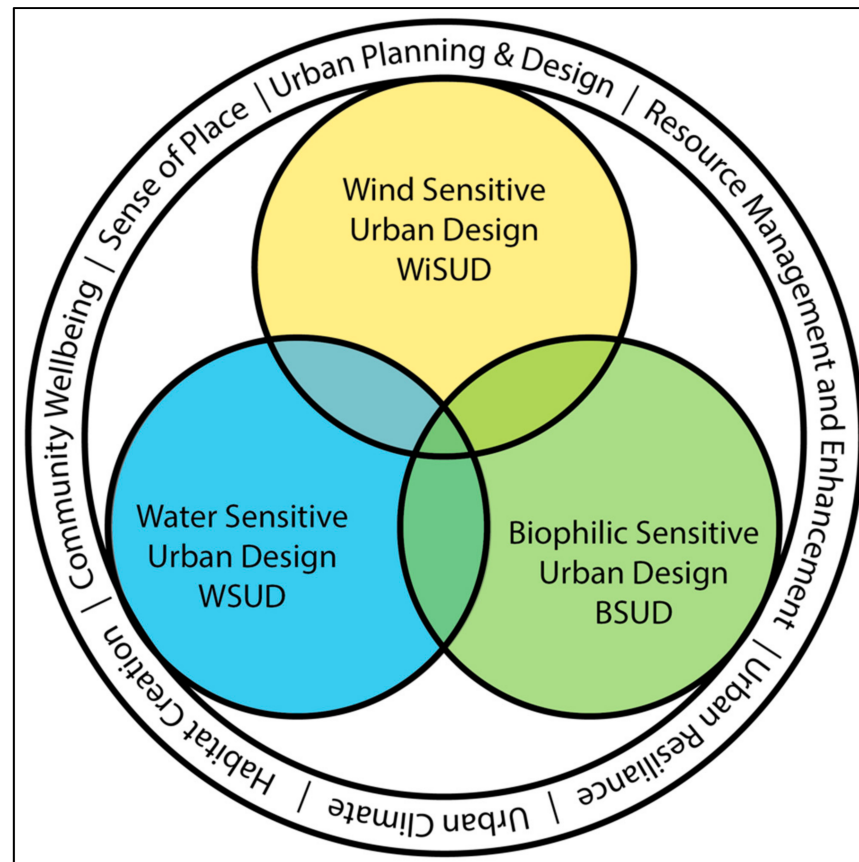 Urban Planning & Design | Resource Management and Enhancement | Urban Resiliance | Urban Climate | Habitat Creation | Community Wellbeing | Sense of Place |
Wind Sensitive
Urban Design
WiSUD
Water Sensitive
Urban Design
WSUD
Biophilic Sensitive
Urban Design
BSUD